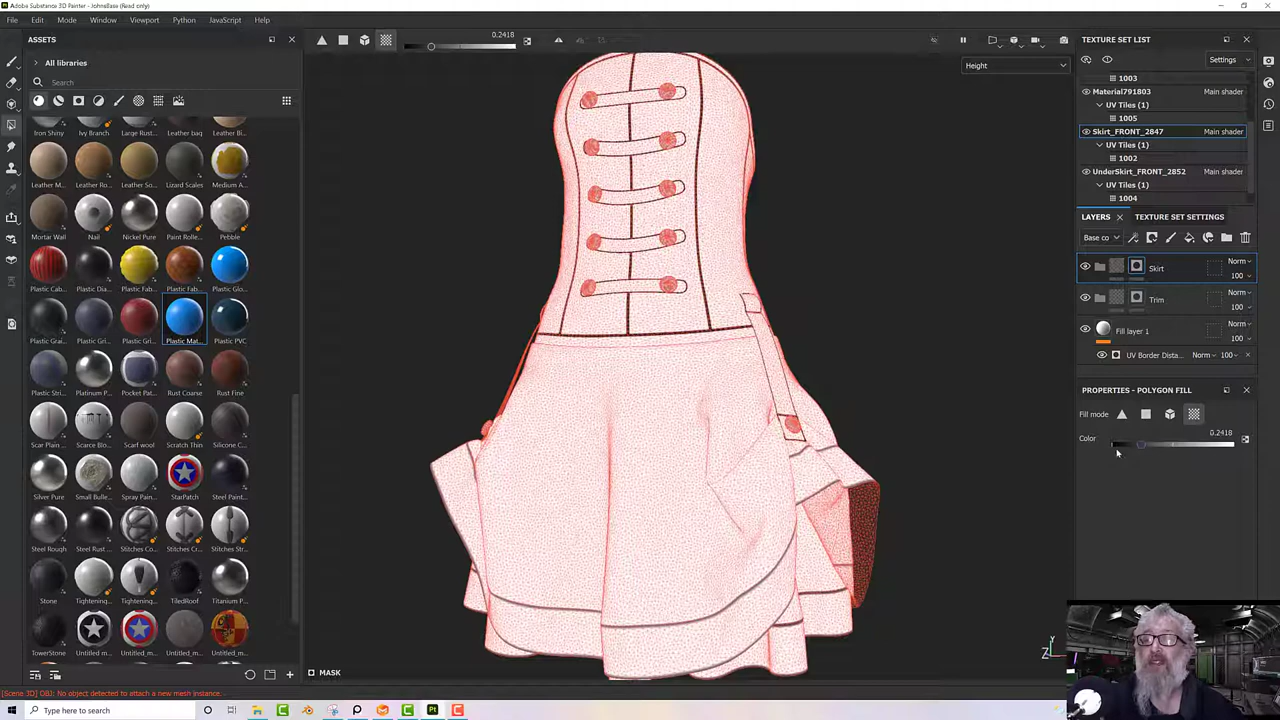 Adobe Substance 3D Painter - JohneBase (Read only)
File Edit Mode Window Viewport Python JavaScript Help
ASSETS
0.2418
All libraries
Search
Height
Iron Shiny Ivy Branch Large Rust... Leather bag Leather Bi...
Leather M... Leather Ro... Leather So... Lizard Scales Medium A...
Mortar Wall Nail Nickel Pure Paint Rolle... Pebble
Plastic Cab... Plastic Dia... Plastic Fab... Plastic Fab... Plastic Glo...
Plastic Gra... Plastic Gri... Plastic Gri... Plastic Mat... Plastic PVC
Plastic Stri... Platinum P... Pocket Pat... Rust Coarse Rust Fine
Scar Plain ... Scarce Blo... Scarf wool Scratch Thin Silicone C...
Silver Pure Small Bulle... Spray Pain... StarPatch Steel Paint...
Steel Rough Steel Rust ... Stitches Co... Stitches Cr... Stitches Str...
Stone Tightening... Tightening... TiledRoof Titanium P...
TowerStone Untitled m... Untitled_m... Untitled_m... Untitled_m...
MASK
[Scene 3D] OBJ: No object detected to attach a new mesh instance.
TEXTURE SET LIST
Settings
1003
Material791803 Main shader
UV Tiles (1)
1005
Skirt_FRONT_2847 Main shader
UV Tiles (1)
1002
UnderSkirt_FRONT_2852 Main shader
UV Tiles (1)
1004
LAYERS TEXTURE SET SETTINGS
Base co
Skirt Norm 100
Trim Norm 100
Fill layer 1 Norm 100
UV Border Dista... Norm 100
PROPERTIES - POLYGON FILL
Fill mode
Color 0.2418
Z Y
Type here to search